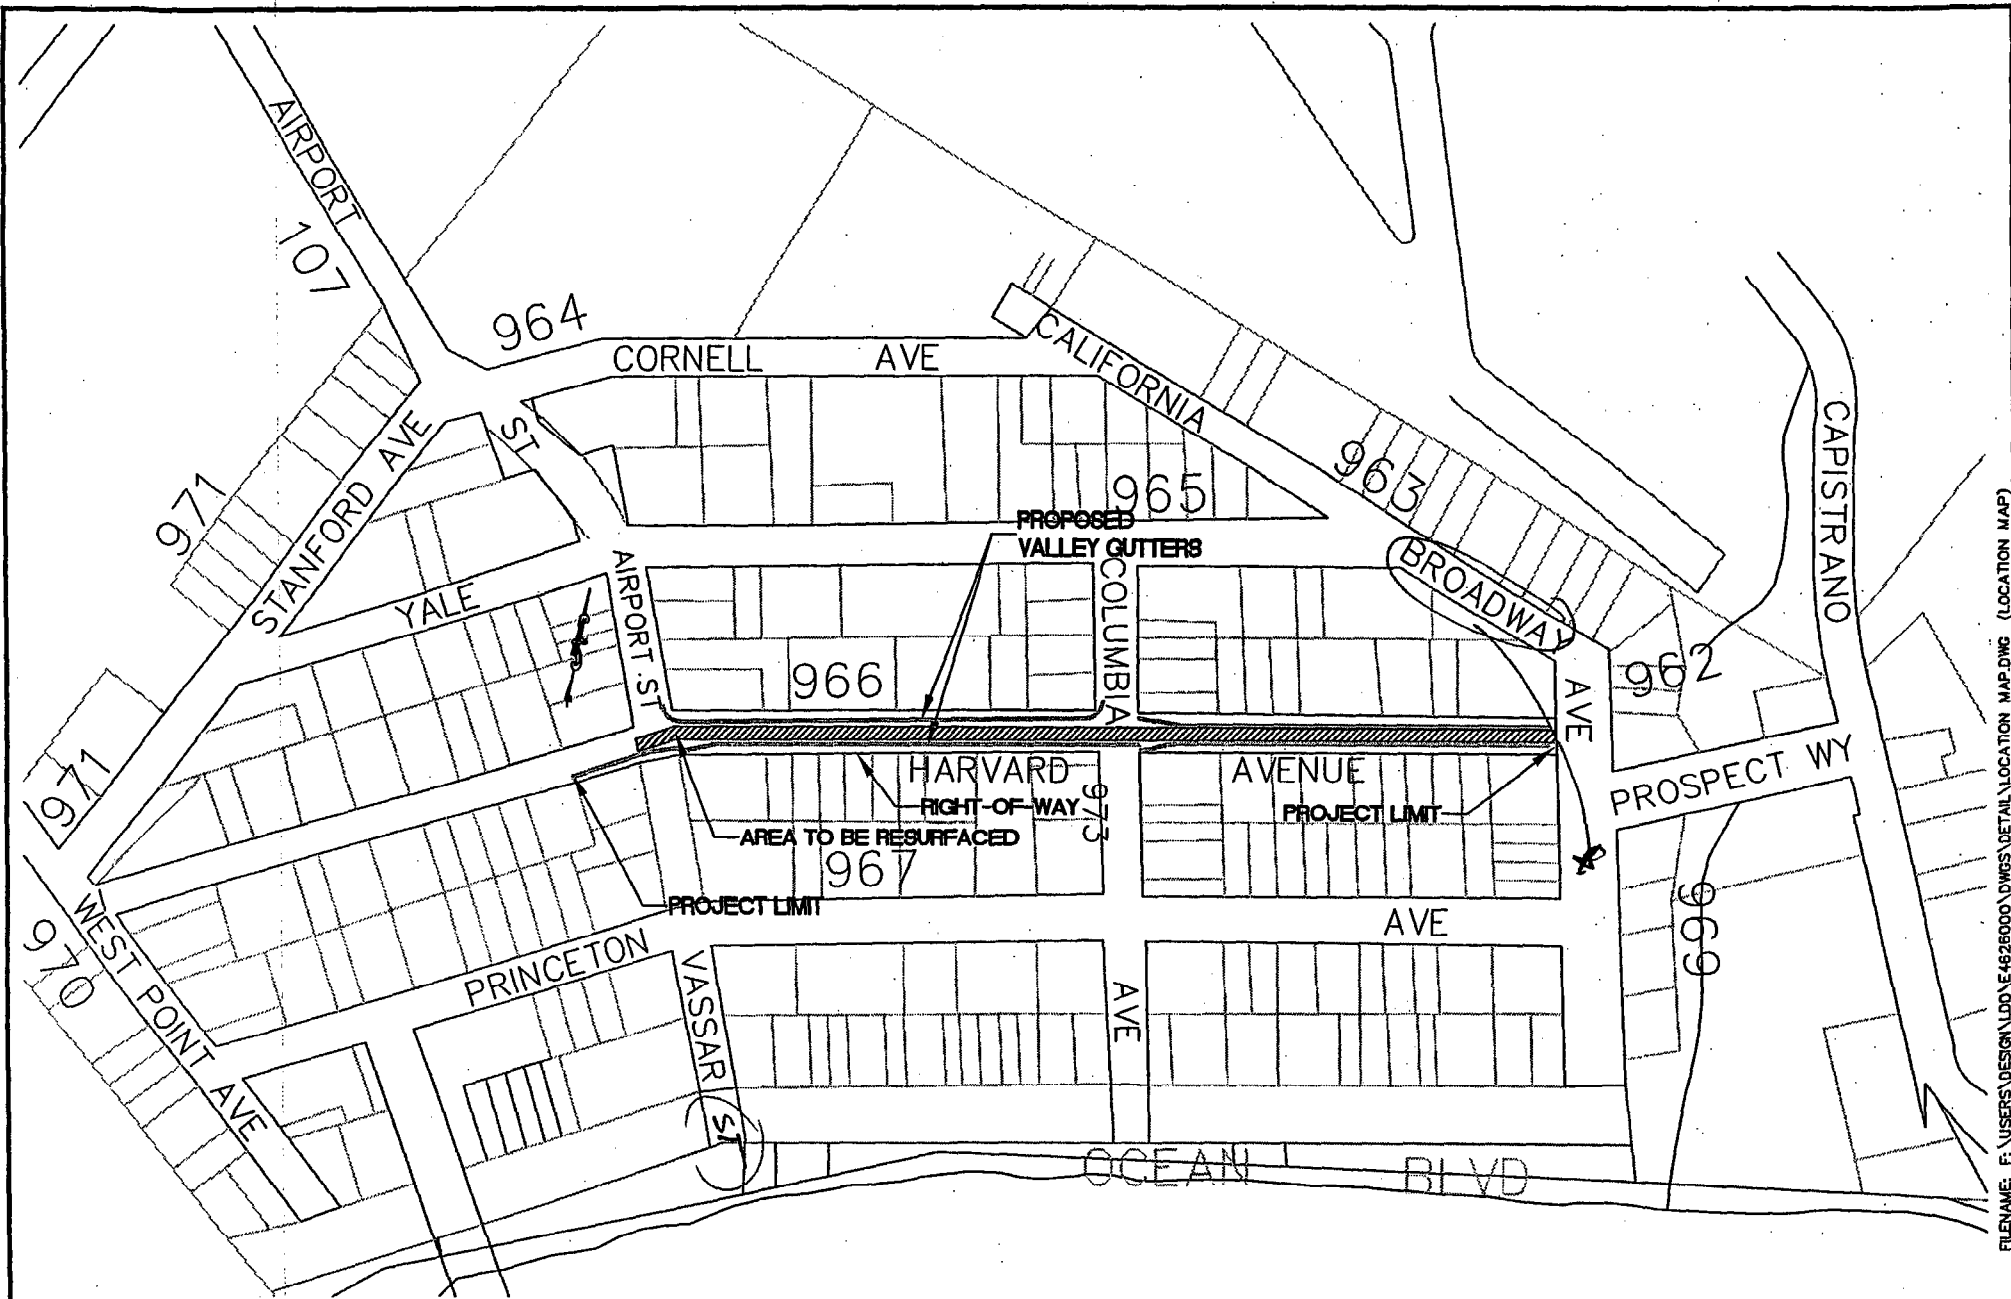 AIRPORT
107
964
CORNELL AVE
CALIFORNIA
ST
STANFORD AVE
971
965
963
CAPISTRANO
PROPOSED
VALLEY GUTTERS
BROADWAY
AVE
COLUMBIA
AIRPORT ST
YALE
966
962
971
HARVARD AVENUE
973
PROSPECT WY
RIGHT-OF-WAY
PROJECT LIMIT
AREA TO BE RESURFACED
967
PROJECT LIMIT
969
970
WEST POINT AVE
PRINCETON
AVE
VASSAR ST
AVE
OCEAN BLVD
FILENAME: F:\USERS\DESIGN\LDD\E4626000\DWGS\DETAIL\LOCATION MAP.DWG (LOCATION MAP)